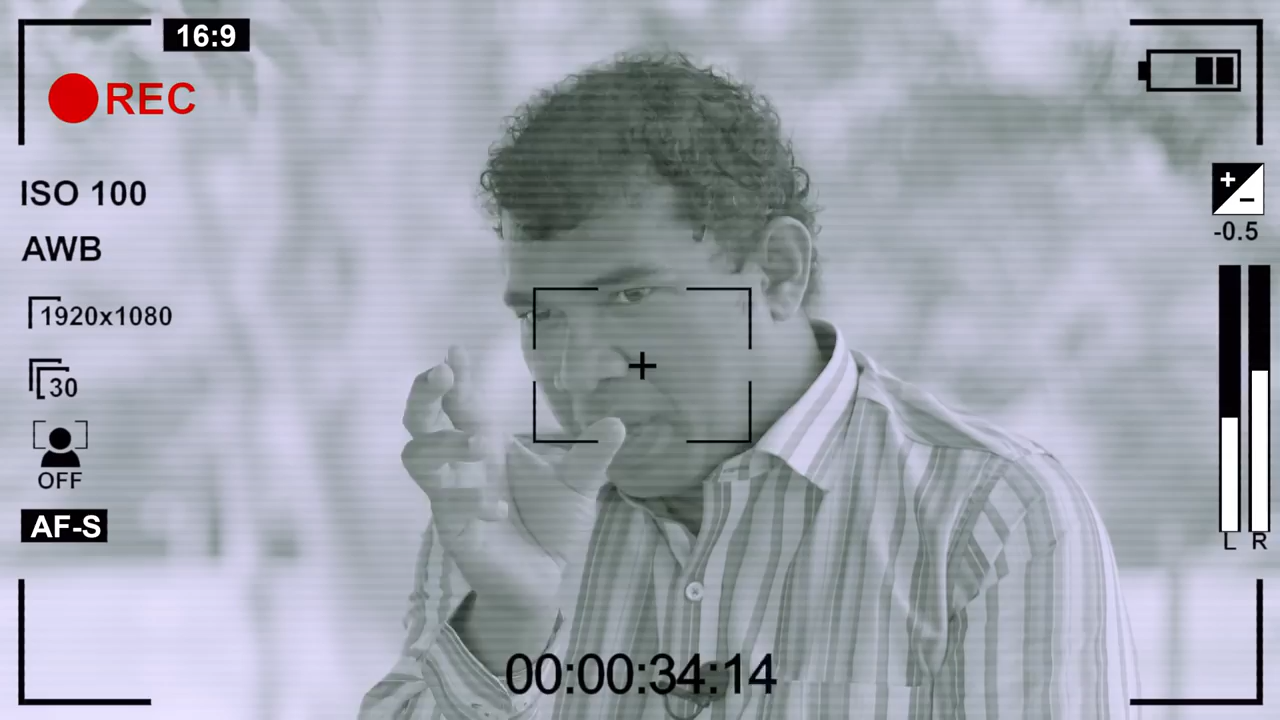 16:9
REC
ISO 100
AWB
1920x1080
30
OFF
AF-S
+
-
-0.5
L R
00:00:34:14